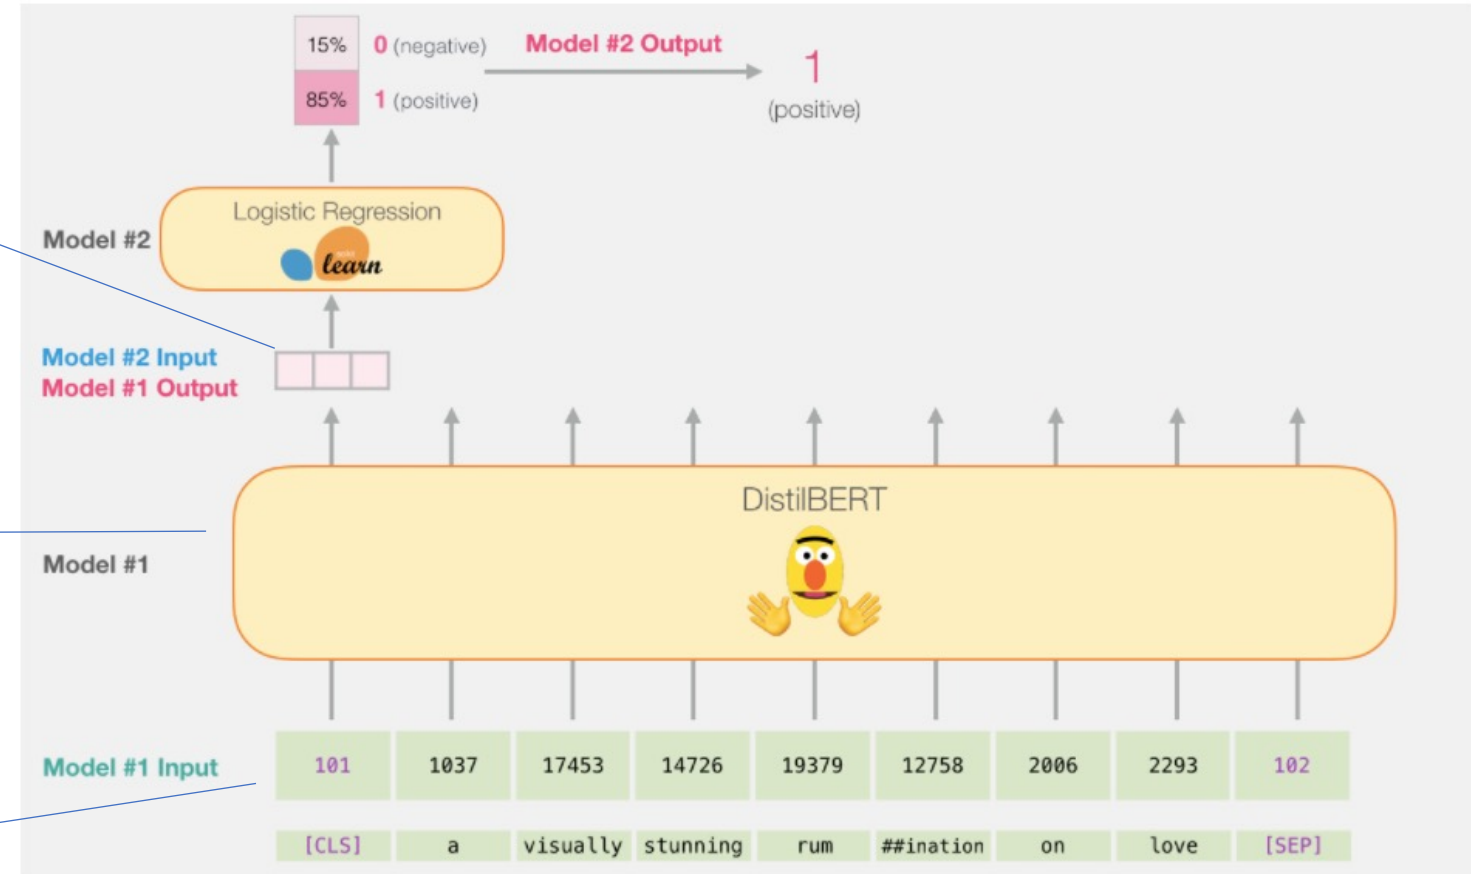 15% 0 (negative) Model #2 Output 1
85% 1 (positive) (positive)
Logistic Regression
Model #2
learn
Model #2 Input
Model #1 Output
DistilBERT
Model #1
Model #1 Input 101 1037 17453 14726 19379 12758 2006 2293 102
[CLS] a visually stunning rum ##ination on love [SEP]